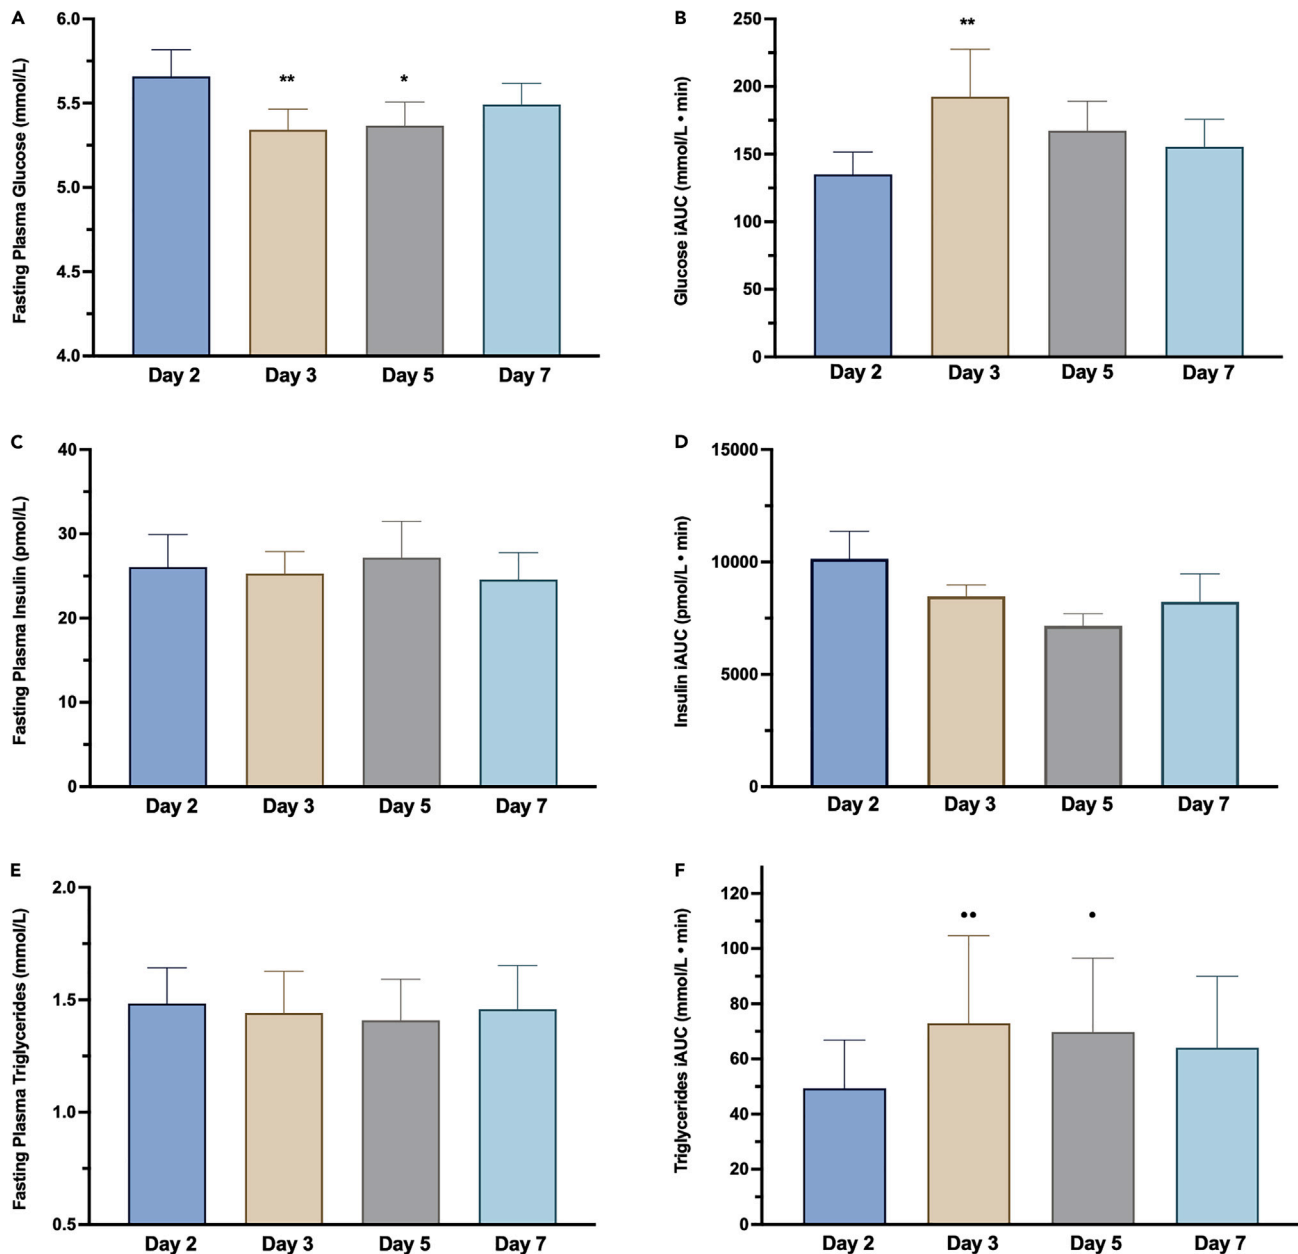 A
Fasting Plasma Glucose (mmol/L)
6.0
5.5
5.0
4.5
4.0
**
*
Day 2 Day 3 Day 5 Day 7
B
Glucose iAUC (mmol/L • min)
250
200
150
100
50
0
**
Day 2 Day 3 Day 5 Day 7
C
Fasting Plasma Insulin (pmol/L)
40
30
20
10
0
Day 2 Day 3 Day 5 Day 7
D
Insulin iAUC (pmol/L • min)
15000
10000
5000
0
Day 2 Day 3 Day 5 Day 7
E
Fasting Plasma Triglycerides (mmol/L)
2.0
1.5
1.0
0.5
Day 2 Day 3 Day 5 Day 7
F
Triglycerides iAUC (mmol/L • min)
120
100
80
60
40
20
0
••
•
Day 2 Day 3 Day 5 Day 7